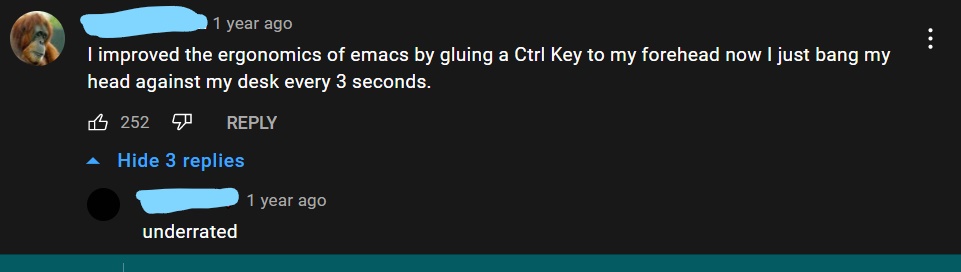 1 year ago
I improved the ergonomics of emacs by gluing a Ctrl Key to my forehead now I just bang my
head against my desk every 3 seconds.
252 REPLY
Hide 3 replies
1 year ago
underrated